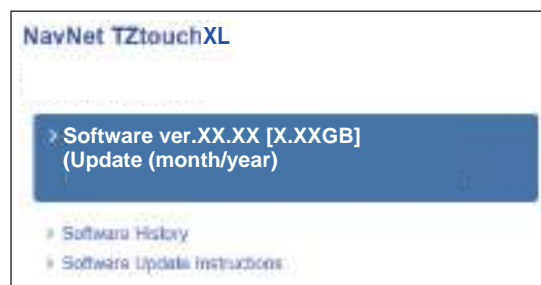 NavNet TZtouchXL
Software ver.XX.XX [X.XXGB]
(Update (month/year)
Software History
Software Update Instructions